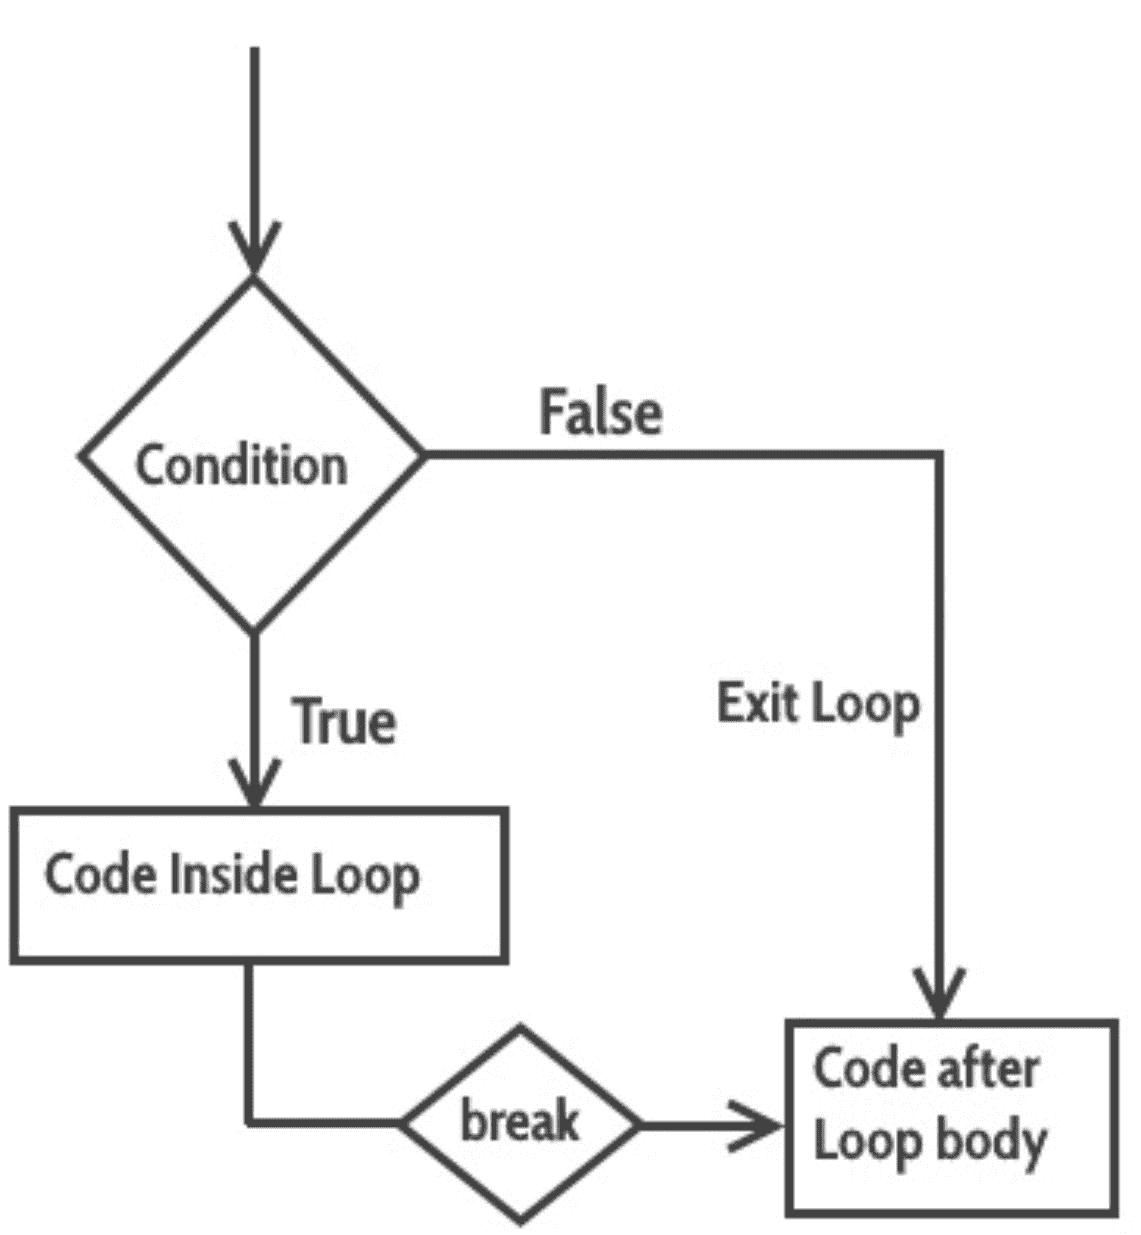 False
Condition
Exit Loop
True
Code Inside Loop
break
Code after
Loop body